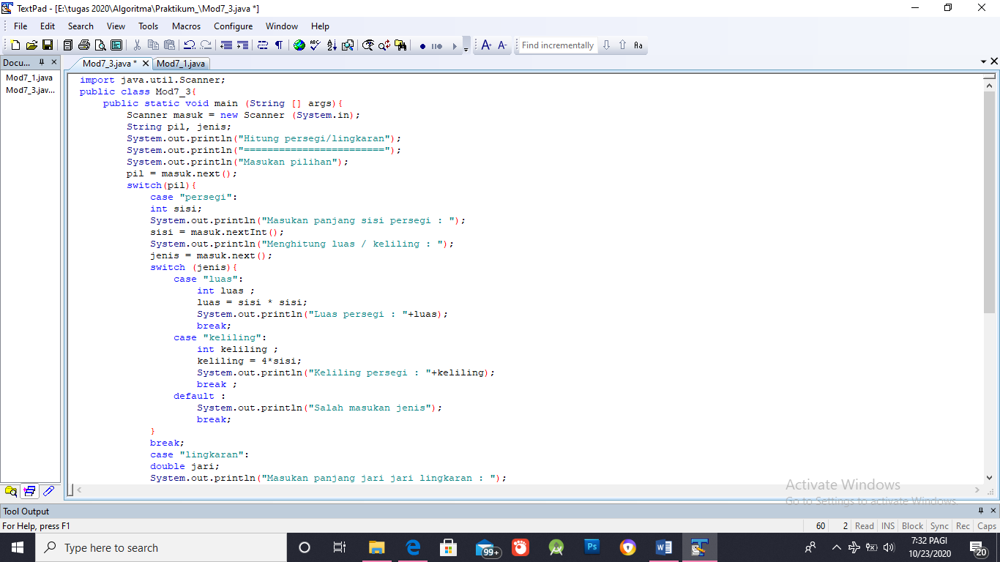 TextPad - [E:\tugas 2020\Algoritma\Praktikum_\Mod7_3.java *]
File Edit Search View Tools Macros Configure Window Help
Find incrementally
Docu...
Mod7_3.java *
Mod7_1.java
Mod7_1.java
Mod7_3.jav...
import java.util.Scanner;
public class Mod7_3{
    public static void main (String [] args){
        Scanner masuk = new Scanner (System.in);
        String pil, jenis;
        System.out.println("Hitung persegi/lingkaran");
        System.out.println("========================");
        System.out.println("Masukan pilihan");
        pil = masuk.next();
        switch(pil){
            case "persegi":
            int sisi;
            System.out.println("Masukan panjang sisi persegi : ");
            sisi = masuk.nextInt();
            System.out.println("Menghitung luas / keliling : ");
            jenis = masuk.next();
            switch (jenis){
                case "luas":
                    int luas ;
                    luas = sisi * sisi;
                    System.out.println("Luas persegi : "+luas);
                    break;
                case "keliling":
                    int keliling ;
                    keliling = 4*sisi;
                    System.out.println("Keliling persegi : "+keliling);
                    break ;
                default :
                    System.out.println("Salah masukan jenis");
                    break;
            }
            break;
            case "lingkaran":
            double jari;
            System.out.println("Masukan panjang jari jari lingkaran : ");
Activate Windows
Go to Settings to activate Windows.
Tool Output
For Help, press F1
60 2 Read INS Block Sync Rec Caps
Type here to search
99+
Ps
7:32 PAGI
10/23/2020
20